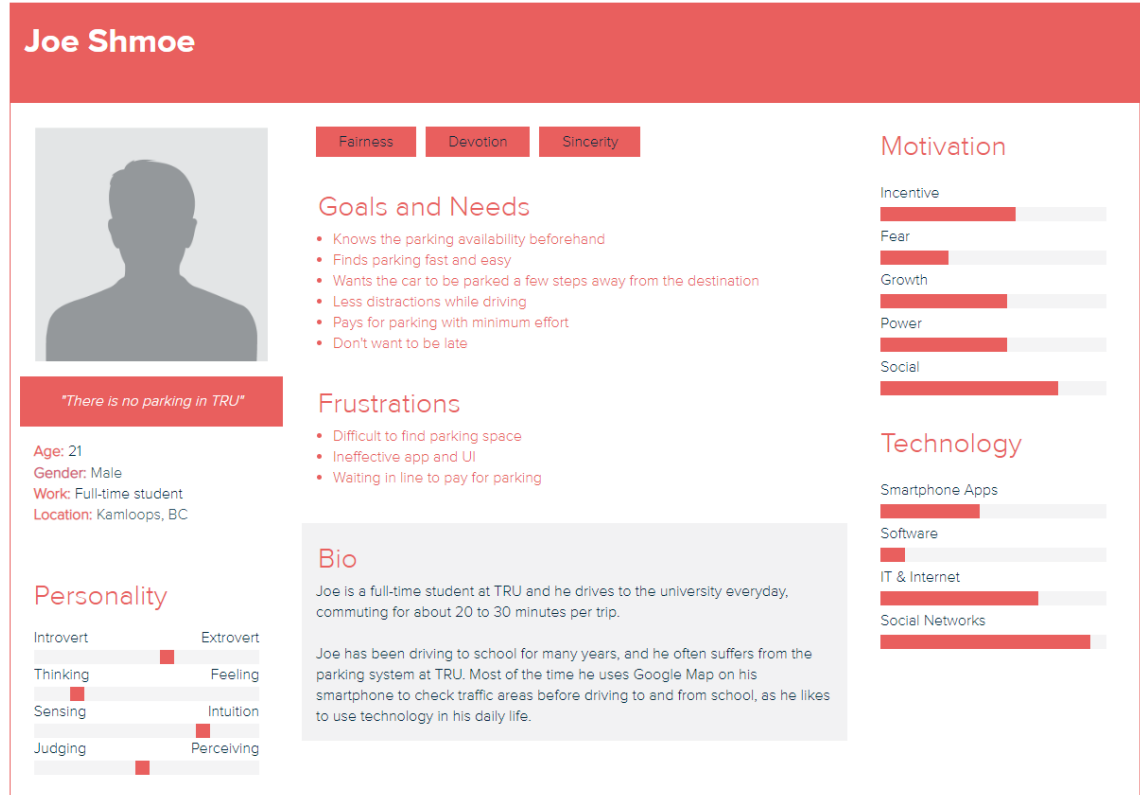 Joe Shmoe
"There is no parking in TRU"
Age: 21
Gender: Male
Work: Full-time student
Location: Kamloops, BC
Personality
Introvert Extrovert
Thinking Feeling
Sensing Intuition
Judging Perceiving
Fairness Devotion Sincerity
Goals and Needs
• Knows the parking availability beforehand
• Finds parking fast and easy
• Wants the car to be parked a few steps away from the destination
• Less distractions while driving
• Pays for parking with minimum effort
• Don't want to be late
Frustrations
• Difficult to find parking space
• Ineffective app and UI
• Waiting in line to pay for parking
Bio
Joe is a full-time student at TRU and he drives to the university everyday,
commuting for about 20 to 30 minutes per trip.
Joe has been driving to school for many years, and he often suffers from the
parking system at TRU. Most of the time he uses Google Map on his
smartphone to check traffic areas before driving to and from school, as he likes
to use technology in his daily life.
Motivation
Incentive
Fear
Growth
Power
Social
Technology
Smartphone Apps
Software
IT & Internet
Social Networks